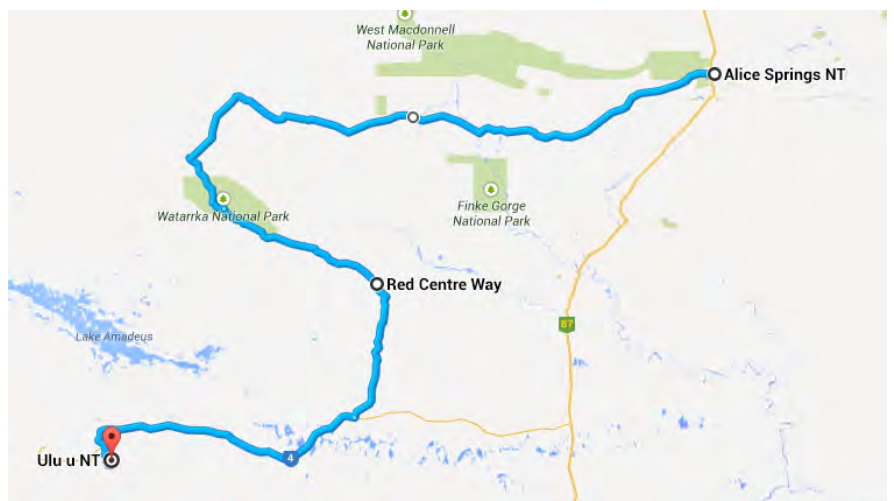 West Macdonnell
National Park
Alice Springs NT
Watarrka National Park
Finke Gorge
National Park
Red Centre Way
87
Lake Amadeus
Ulu u NT
4